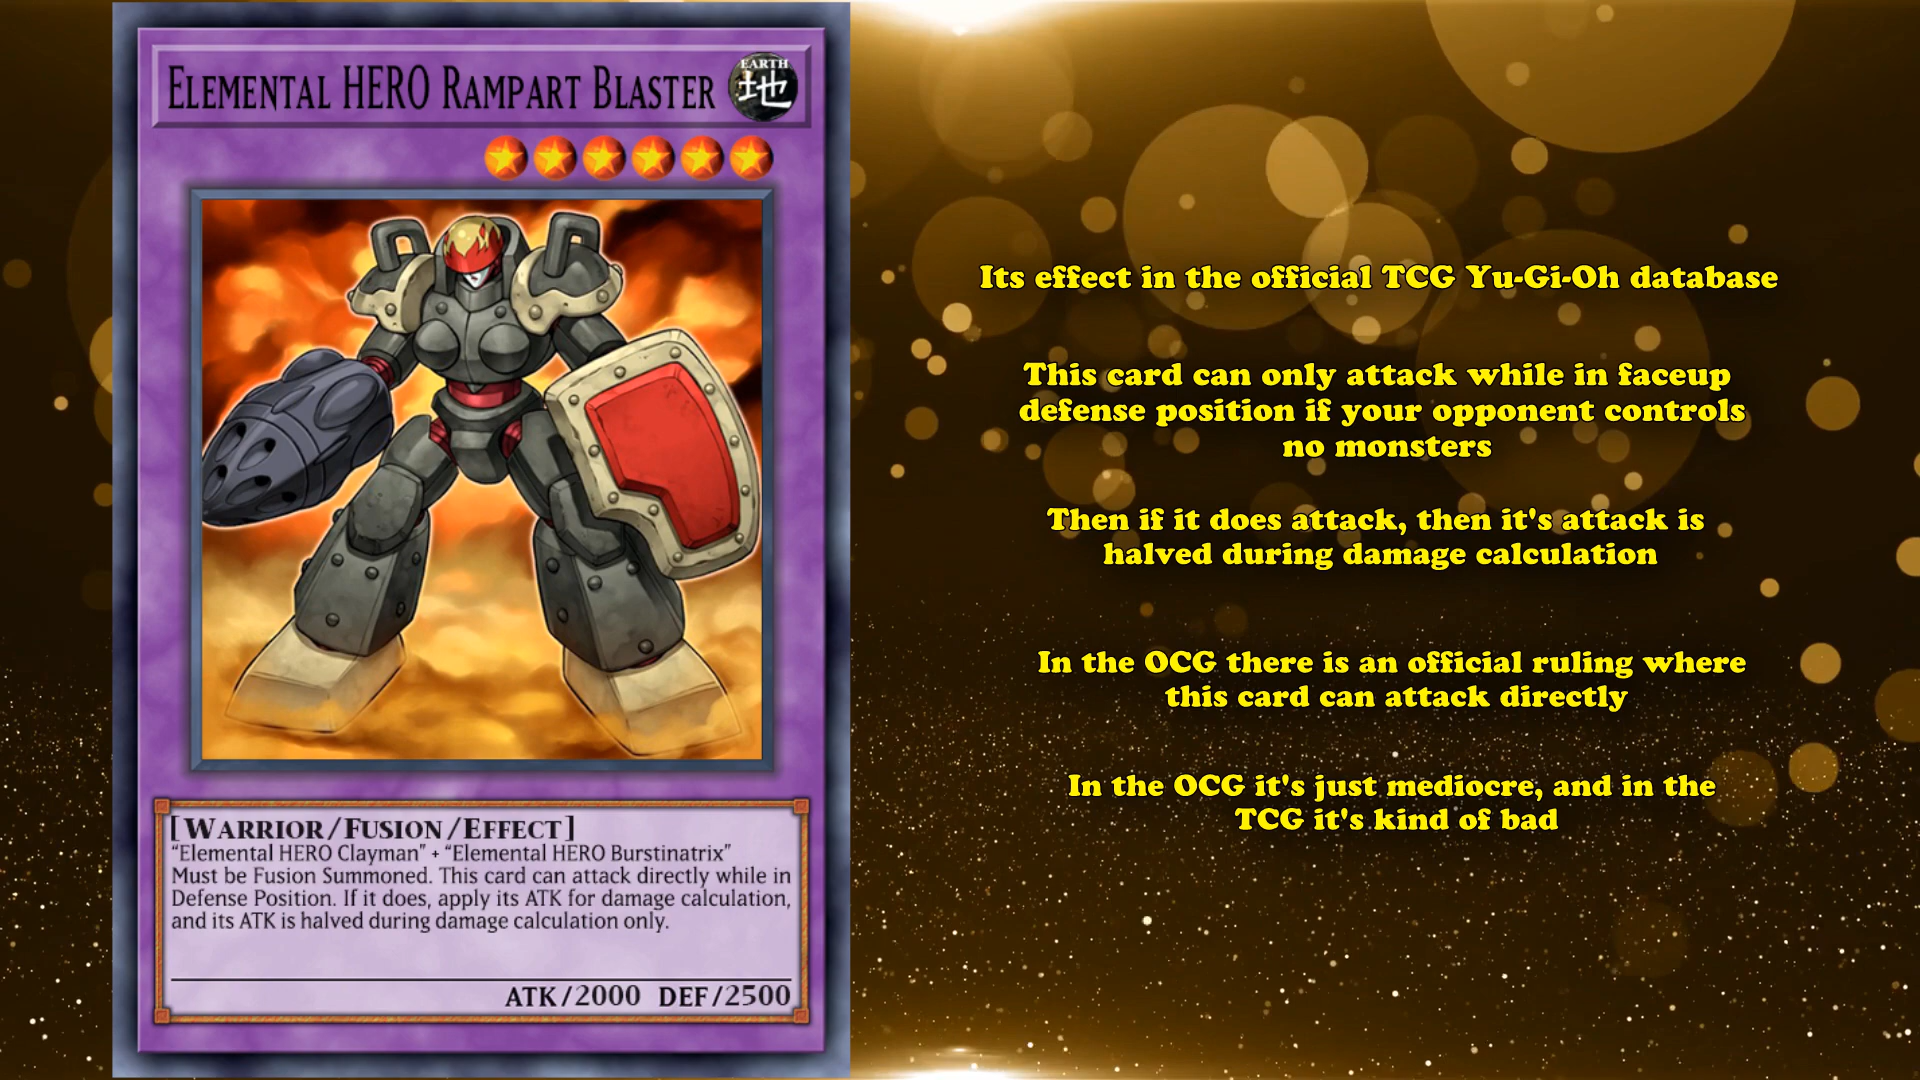 ELEMENTAL HERO RAMPART BLASTER
EARTH
地
[WARRIOR/FUSION/EFFECT]
“Elemental HERO Clayman” + “Elemental HERO Burstinatrix”
Must be Fusion Summoned. This card can attack directly while in
Defense Position. If it does, apply its ATK for damage calculation,
and its ATK is halved during damage calculation only.
ATK/2000 DEF/2500
Its effect in the official TCG Yu-Gi-Oh database
This card can only attack while in faceup
defense position if your opponent controls
no monsters
Then if it does attack, then it's attack is
halved during damage calculation
In the OCG there is an official ruling where
this card can attack directly
In the OCG it's just mediocre, and in the
TCG it's kind of bad